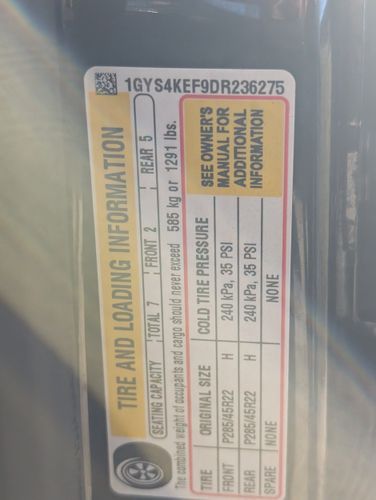 1GYS4KEF9DR236275
TIRE AND LOADING INFORMATION
SEATING CAPACITY TOTAL 7 FRONT 2 REAR 5
The combined weight of occupants and cargo should never exceed 585 kg or 1291 lbs.
TIRE ORIGINAL SIZE COLD TIRE PRESSURE
FRONT P285/45R22 H 240 kPa, 35 PSI
REAR P285/45R22 H 240 kPa, 35 PSI
SPARE NONE NONE
SEE OWNER'S
MANUAL FOR
ADDITIONAL
INFORMATION